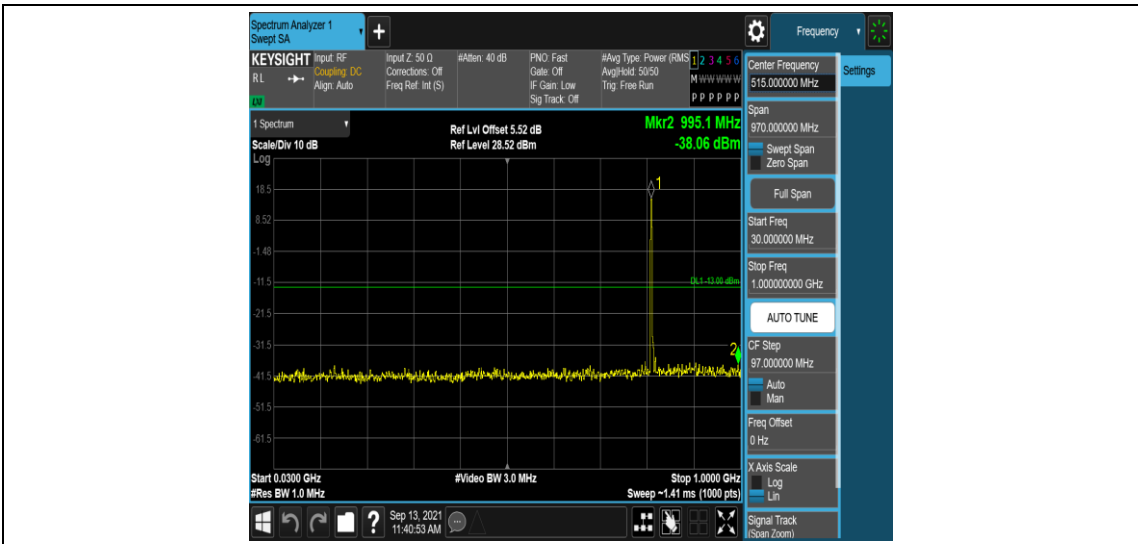 Spectrum Analyzer 1
Swept SA
Frequency
KEYSIGHT
RL
LXI
Input: RF
Coupling: DC
Align: Auto
Input Z: 50 Ω
Corrections: Off
Freq Ref: Int (S)
#Atten: 40 dB
PNO: Fast
Gate: Off
IF Gain: Low
Sig Track: Off
#Avg Type: Power (RMS
Avg|Hold: 50/50
Trig: Free Run
1 2 3 4 5 6
M W W W W W
P P P P P P
Center Frequency
515.000000 MHz
Settings
1 Spectrum
Scale/Div 10 dB
Ref Lvl Offset 5.52 dB
Ref Level 28.52 dBm
Mkr2 995.1 MHz
-38.06 dBm
Span
970.000000 MHz
Swept Span
Zero Span
Full Span
Start Freq
30.000000 MHz
Stop Freq
1.000000000 GHz
AUTO TUNE
CF Step
97.000000 MHz
Auto
Man
Freq Offset
0 Hz
X Axis Scale
Log
Lin
Signal Track
(Span Zoom)
Log
18.5
8.52
-1.48
-11.5
-21.5
-31.5
-41.5
-51.5
-61.5
1
DL1 -13.00 dBm
2
Start 0.0300 GHz
#Video BW 3.0 MHz
Stop 1.0000 GHz
#Res BW 1.0 MHz
Sweep ~1.41 ms (1000 pts)
?
Sep 13, 2021
11:40:53 AM